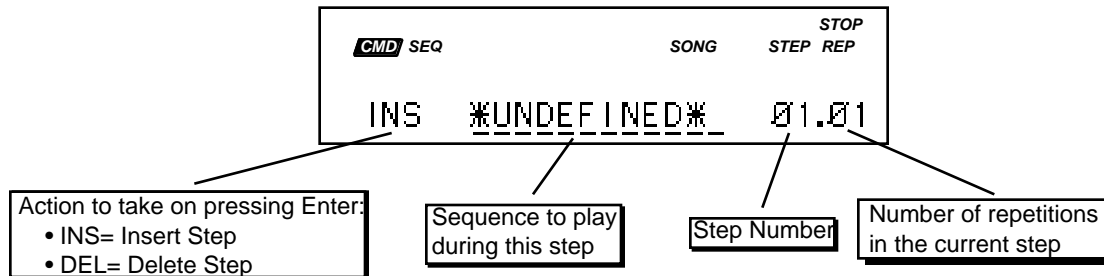 STOP
CMD SEQ SONG STEP REP
INS *UNDEFINED* 01.01
Action to take on pressing Enter:
• INS= Insert Step
• DEL= Delete Step
Sequence to play
during this step
Step Number
Number of repetitions
in the current step